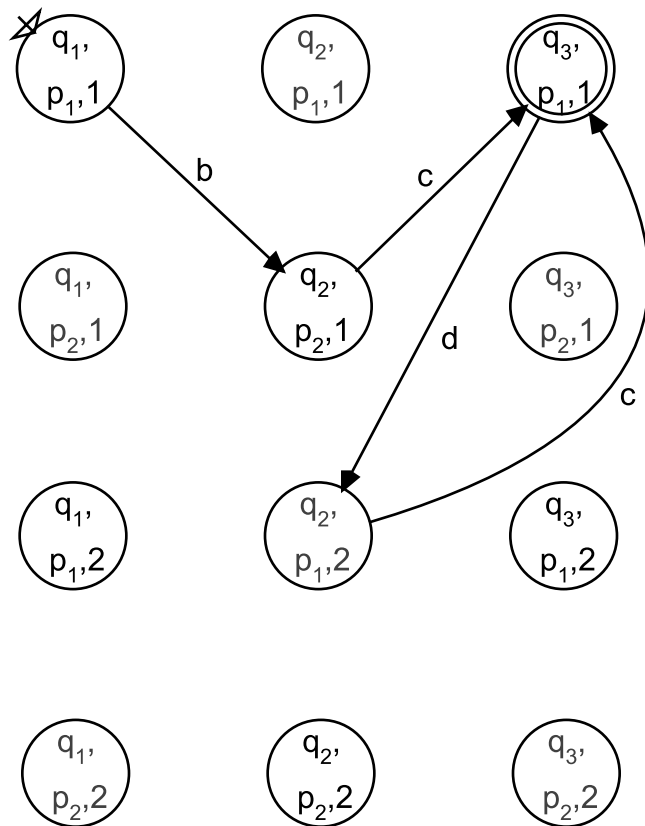 q₁,
p₁,1
q₂,
p₁,1
q₃,
p₁,1
b
c
q₁,
p₂,1
q₂,
p₂,1
q₃,
p₂,1
d
c
q₁,
p₁,2
q₂,
p₁,2
q₃,
p₁,2
q₁,
p₂,2
q₂,
p₂,2
q₃,
p₂,2